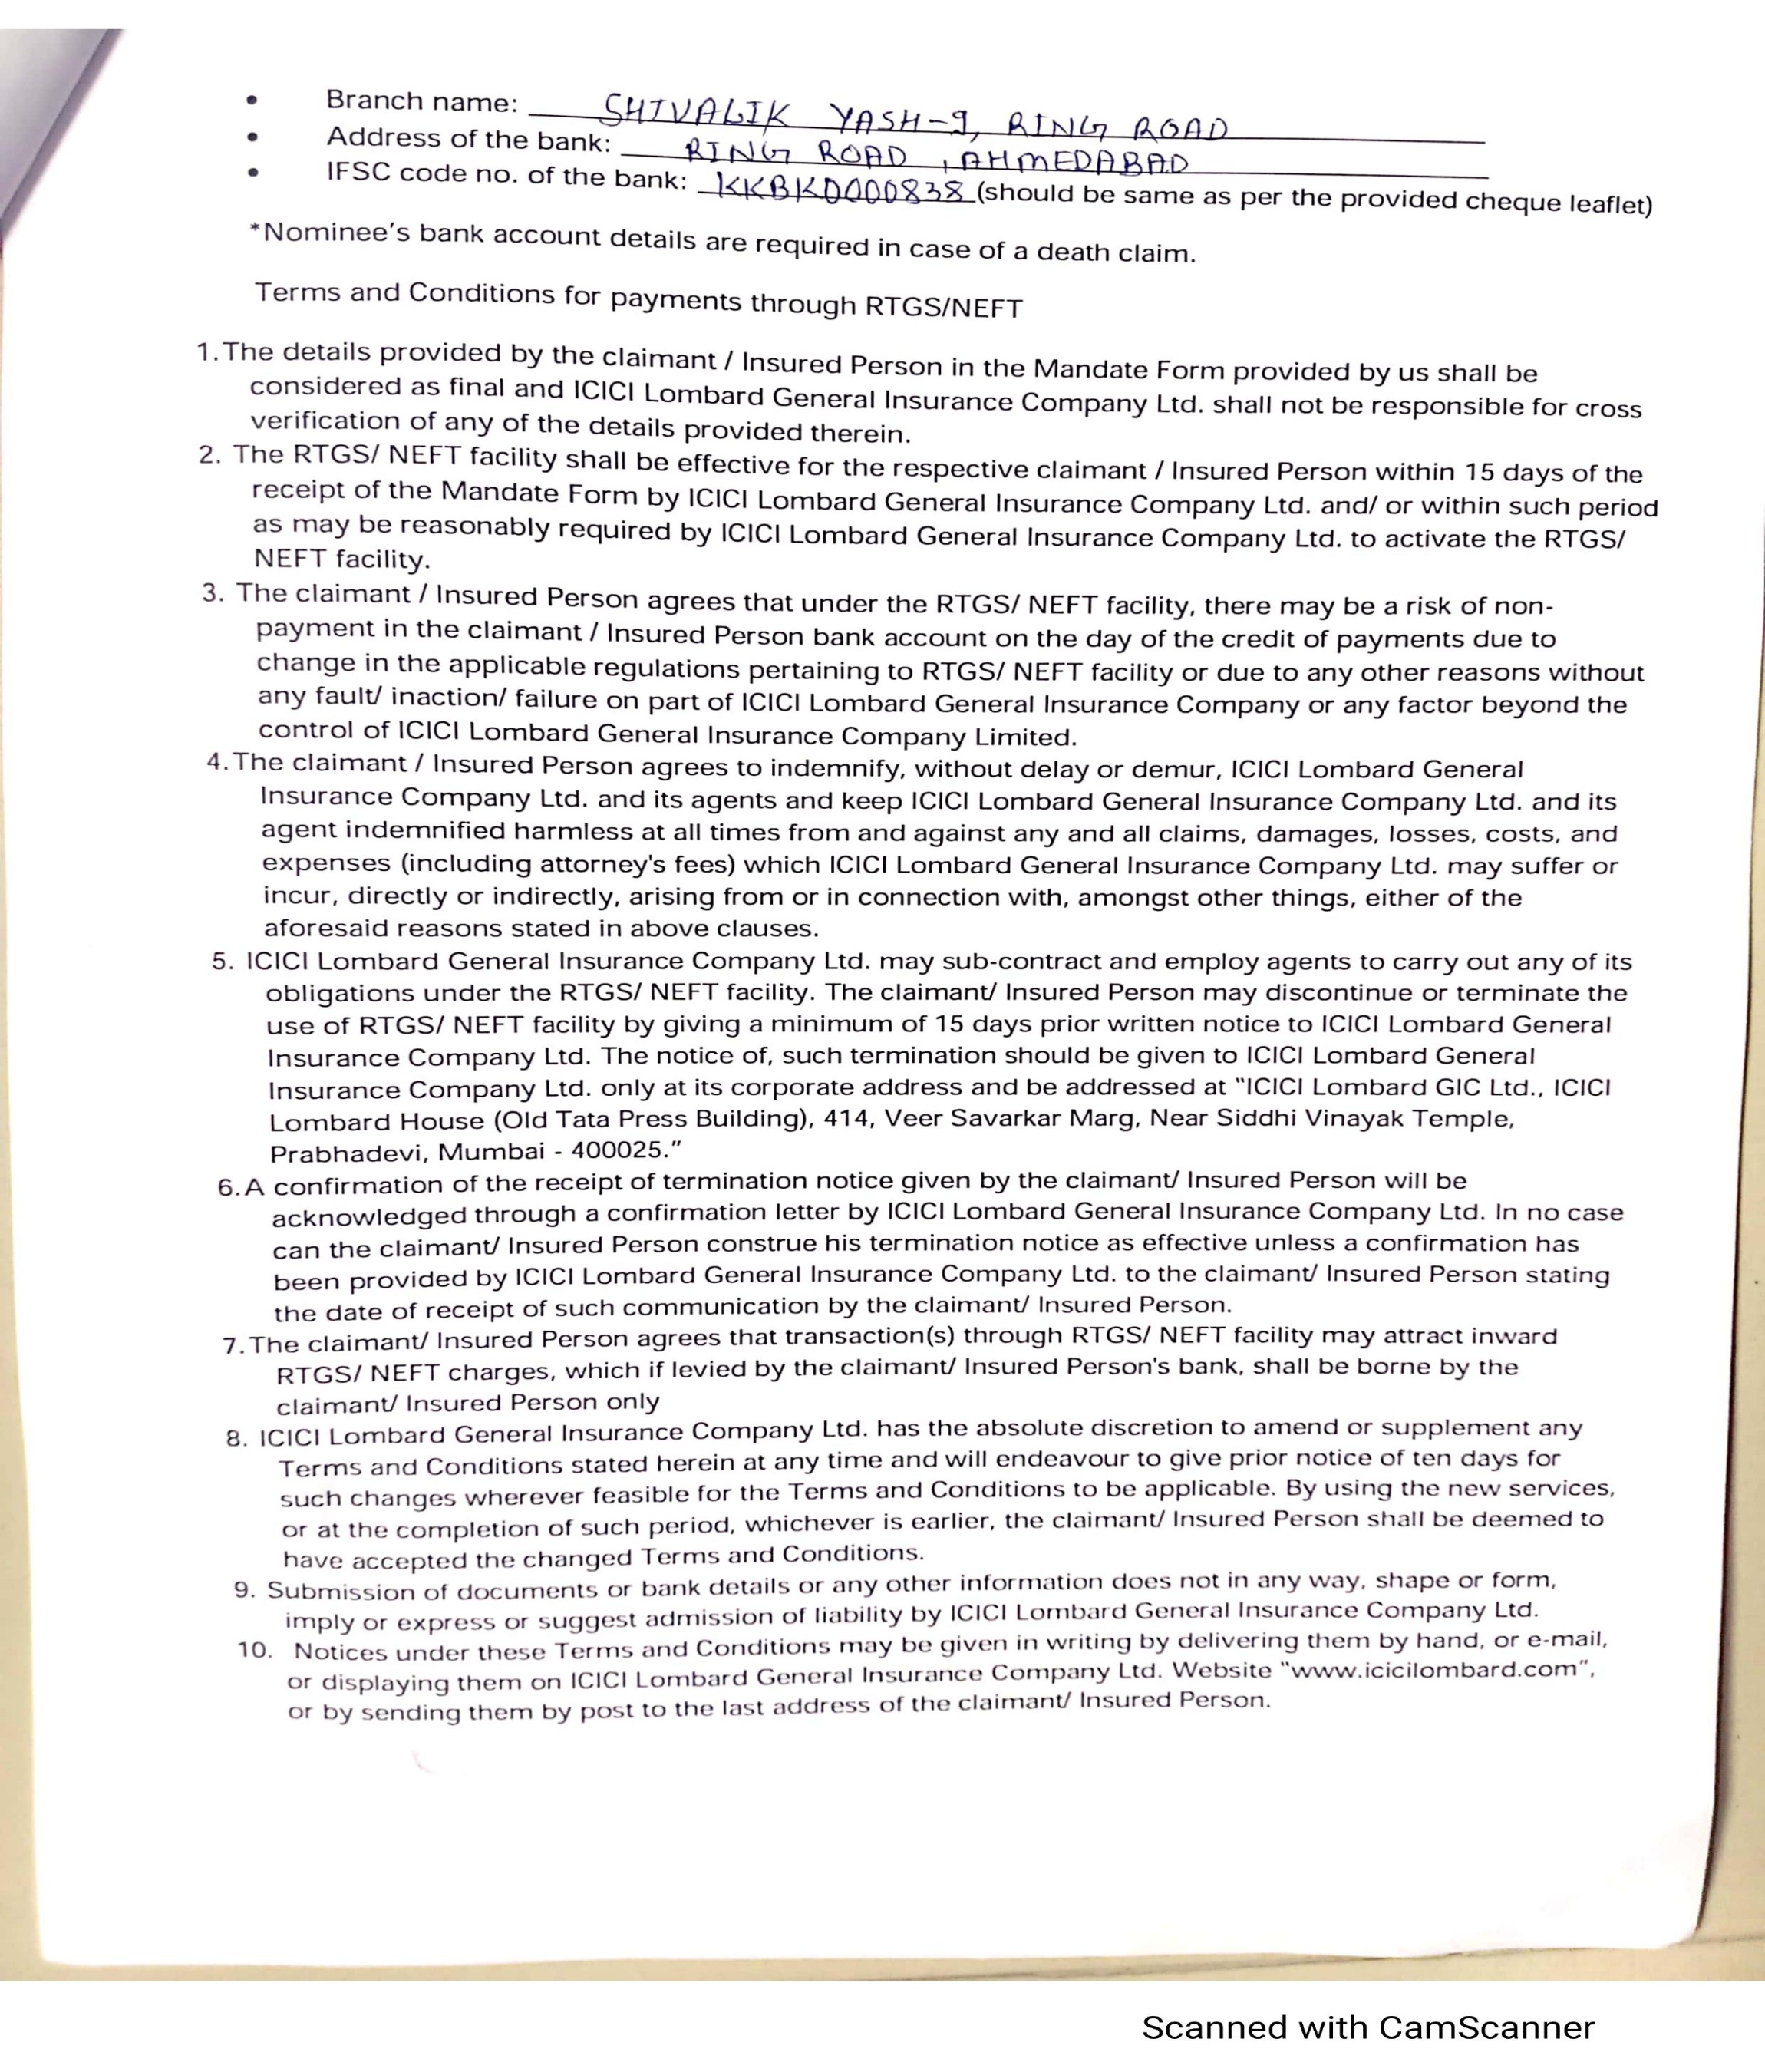 • Branch name: SHIVALIK YASH-9, RING ROAD
• Address of the bank: RING ROAD, AHMEDABAD
• IFSC code no. of the bank: KKBK0000838 (should be same as per the provided cheque leaflet)
*Nominee's bank account details are required in case of a death claim.
Terms and Conditions for payments through RTGS/NEFT
1. The details provided by the claimant / Insured Person in the Mandate Form provided by us shall be
considered as final and ICICI Lombard General Insurance Company Ltd. shall not be responsible for cross
verification of any of the details provided therein.
2. The RTGS/ NEFT facility shall be effective for the respective claimant / Insured Person within 15 days of the
receipt of the Mandate Form by ICICI Lombard General Insurance Company Ltd. and/ or within such period
as may be reasonably required by ICICI Lombard General Insurance Company Ltd. to activate the RTGS/
NEFT facility.
3. The claimant / Insured Person agrees that under the RTGS/ NEFT facility, there may be a risk of non-
payment in the claimant / Insured Person bank account on the day of the credit of payments due to
change in the applicable regulations pertaining to RTGS/ NEFT facility or due to any other reasons without
any fault/ inaction/ failure on part of ICICI Lombard General Insurance Company or any factor beyond the
control of ICICI Lombard General Insurance Company Limited.
4. The claimant / Insured Person agrees to indemnify, without delay or demur, ICICI Lombard General
Insurance Company Ltd. and its agents and keep ICICI Lombard General Insurance Company Ltd. and its
agent indemnified harmless at all times from and against any and all claims, damages, losses, costs, and
expenses (including attorney's fees) which ICICI Lombard General Insurance Company Ltd. may suffer or
incur, directly or indirectly, arising from or in connection with, amongst other things, either of the
aforesaid reasons stated in above clauses.
5. ICICI Lombard General Insurance Company Ltd. may sub-contract and employ agents to carry out any of its
obligations under the RTGS/ NEFT facility. The claimant/ Insured Person may discontinue or terminate the
use of RTGS/ NEFT facility by giving a minimum of 15 days prior written notice to ICICI Lombard General
Insurance Company Ltd. The notice of, such termination should be given to ICICI Lombard General
Insurance Company Ltd. only at its corporate address and be addressed at "ICICI Lombard GIC Ltd., ICICI
Lombard House (Old Tata Press Building), 414, Veer Savarkar Marg, Near Siddhi Vinayak Temple,
Prabhadevi, Mumbai - 400025."
6. A confirmation of the receipt of termination notice given by the claimant/ Insured Person will be
acknowledged through a confirmation letter by ICICI Lombard General Insurance Company Ltd. In no case
can the claimant/ Insured Person construe his termination notice as effective unless a confirmation has
been provided by ICICI Lombard General Insurance Company Ltd. to the claimant/ Insured Person stating
the date of receipt of such communication by the claimant/ Insured Person.
7. The claimant/ Insured Person agrees that transaction(s) through RTGS/ NEFT facility may attract inward
RTGS/ NEFT charges, which if levied by the claimant/ Insured Person's bank, shall be borne by the
claimant/ Insured Person only
8. ICICI Lombard General Insurance Company Ltd. has the absolute discretion to amend or supplement any
Terms and Conditions stated herein at any time and will endeavour to give prior notice of ten days for
such changes wherever feasible for the Terms and Conditions to be applicable. By using the new services,
or at the completion of such period, whichever is earlier, the claimant/ Insured Person shall be deemed to
have accepted the changed Terms and Conditions.
9. Submission of documents or bank details or any other information does not in any way, shape or form,
imply or express or suggest admission of liability by ICICI Lombard General Insurance Company Ltd.
10. Notices under these Terms and Conditions may be given in writing by delivering them by hand, or e-mail,
or displaying them on ICICI Lombard General Insurance Company Ltd. Website "www.icicilombard.com",
or by sending them by post to the last address of the claimant/ Insured Person.
Scanned with CamScanner